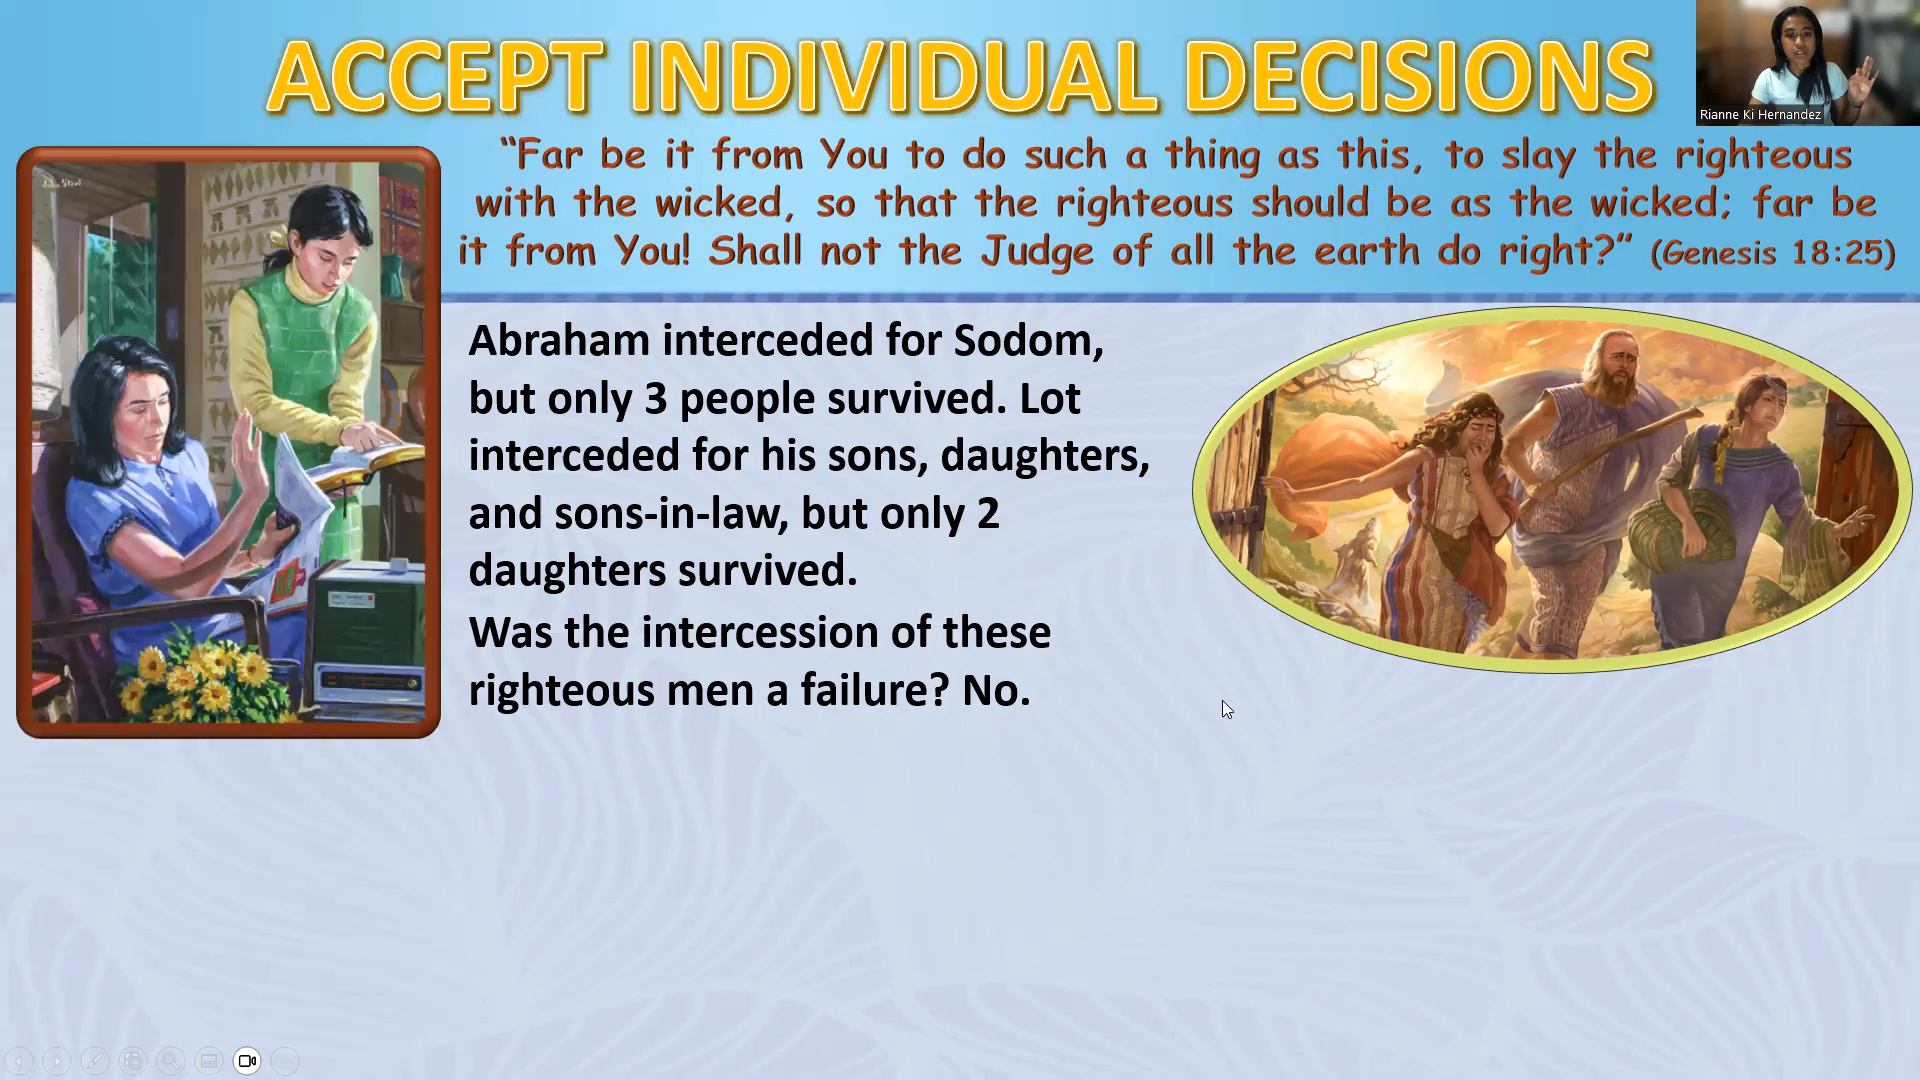 ACCEPT INDIVIDUAL DECISIONS
Rianne Ki Hernandez
“Far be it from You to do such a thing as this, to slay the righteous
with the wicked, so that the righteous should be as the wicked; far be
it from You! Shall not the Judge of all the earth do right?” (Genesis 18:25)
Abraham interceded for Sodom,
but only 3 people survived. Lot
interceded for his sons, daughters,
and sons-in-law, but only 2
daughters survived.
Was the intercession of these
righteous men a failure? No.